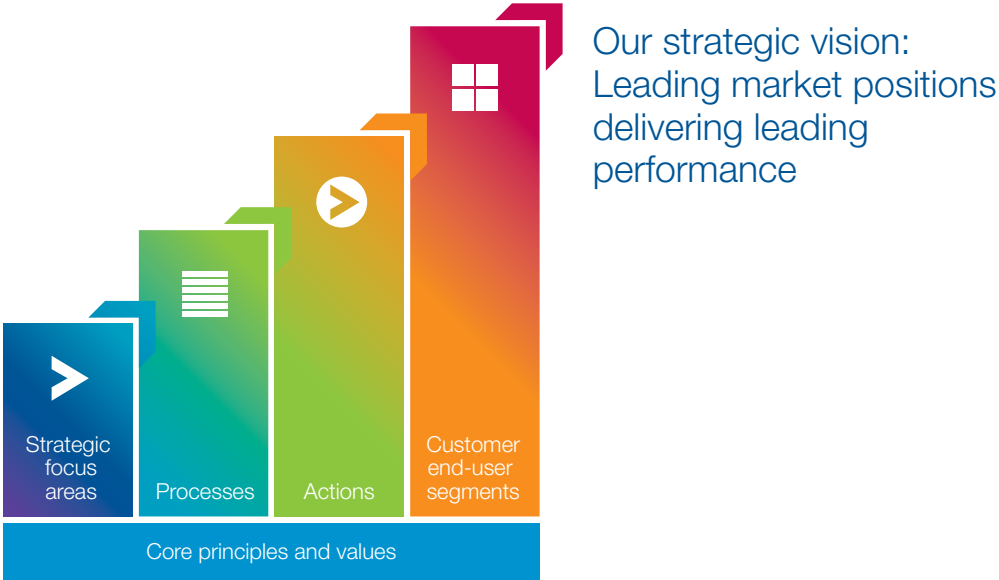 Our strategic vision:
Leading market positions
delivering leading
performance
Strategic
focus
areas
Processes
Actions
Customer
end-user
segments
Core principles and values